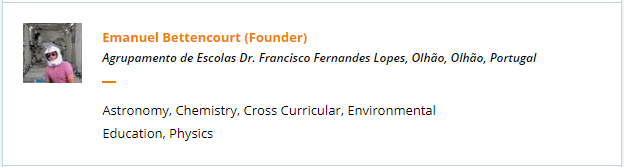 Emanuel Bettencourt (Founder)
Agrupamento de Escolas Dr. Francisco Fernandes Lopes, Olhão, Olhão, Portugal
Astronomy, Chemistry, Cross Curricular, Environmental
Education, Physics